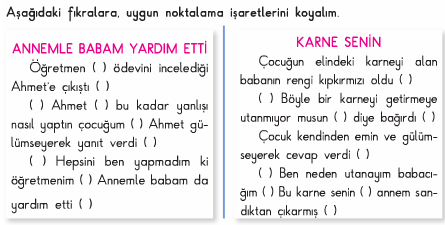 Aşağıdaki fıkralara, uygun noktalama işaretlerini koyalım.
ANNEMLE BABAM YARDIM ETTİ
Öğretmen ( ) ödevini incelediği
Ahmet'e çıkıştı ( )
( ) Ahmet ( ) bu kadar yanlışı
nasıl yaptın çocuğum ( ) Ahmet gü-
lümseyerek yanıt verdi ( )
( ) Hepsini ben yapmadım ki
öğretmenim ( ) Annemle babam da
yardım etti ( )
KARNE SENİN
Çocuğun elindeki karneyi alan
babanın rengi kıpkırmızı oldu ( )
( ) Böyle bir karneyi getirmeye
utanmıyor musun ( ) diye bağırdı ( )
Çocuk kendinden emin ve gülüm-
seyerek cevap verdi ( )
( ) Ben neden utanayım babacı-
ğım ( ) Bu karne senin ( ) annem san-
dıktan çıkarmış ( )